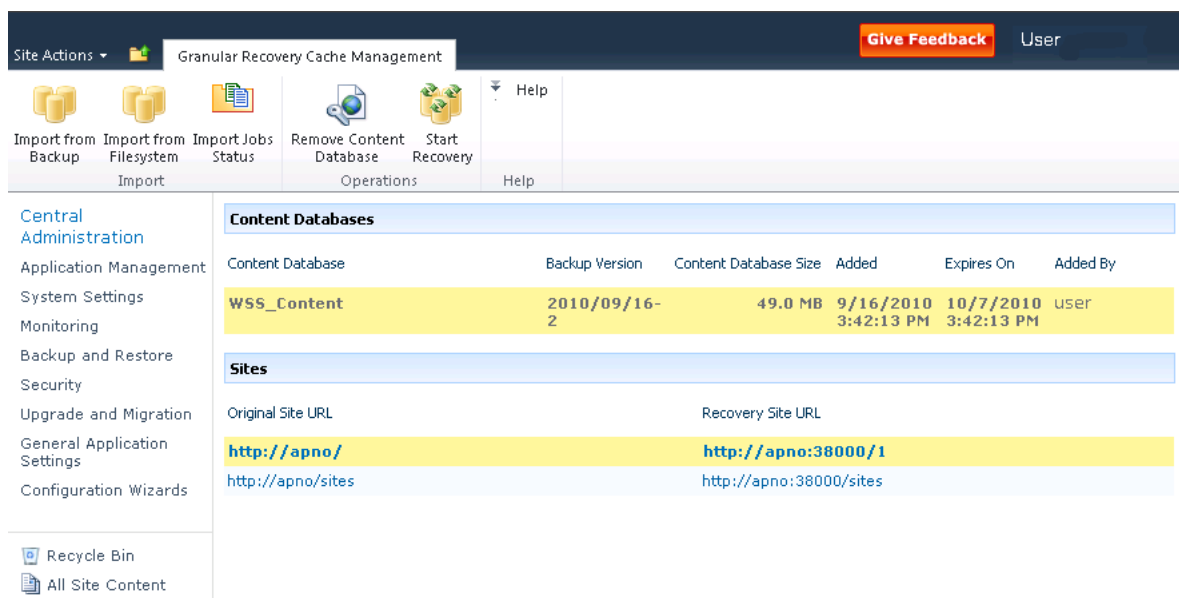 Give Feedback
User
Site Actions
Granular Recovery Cache Management
Import from Backup
Import from Filesystem
Import Jobs Status
Remove Content Database
Start Recovery
Help
Import
Operations
Help
Central
Administration
Application Management
System Settings
Monitoring
Backup and Restore
Security
Upgrade and Migration
General Application
Settings
Configuration Wizards
Recycle Bin
All Site Content
Content Databases
Content Database Backup Version Content Database Size Added Expires On Added By
WSS_Content 2010/09/16- 49.0 MB 9/16/2010 10/7/2010 user
2 3:42:13 PM 3:42:13 PM
Sites
Original Site URL Recovery Site URL
http://apno/ http://apno:38000/1
http://apno/sites http://apno:38000/sites